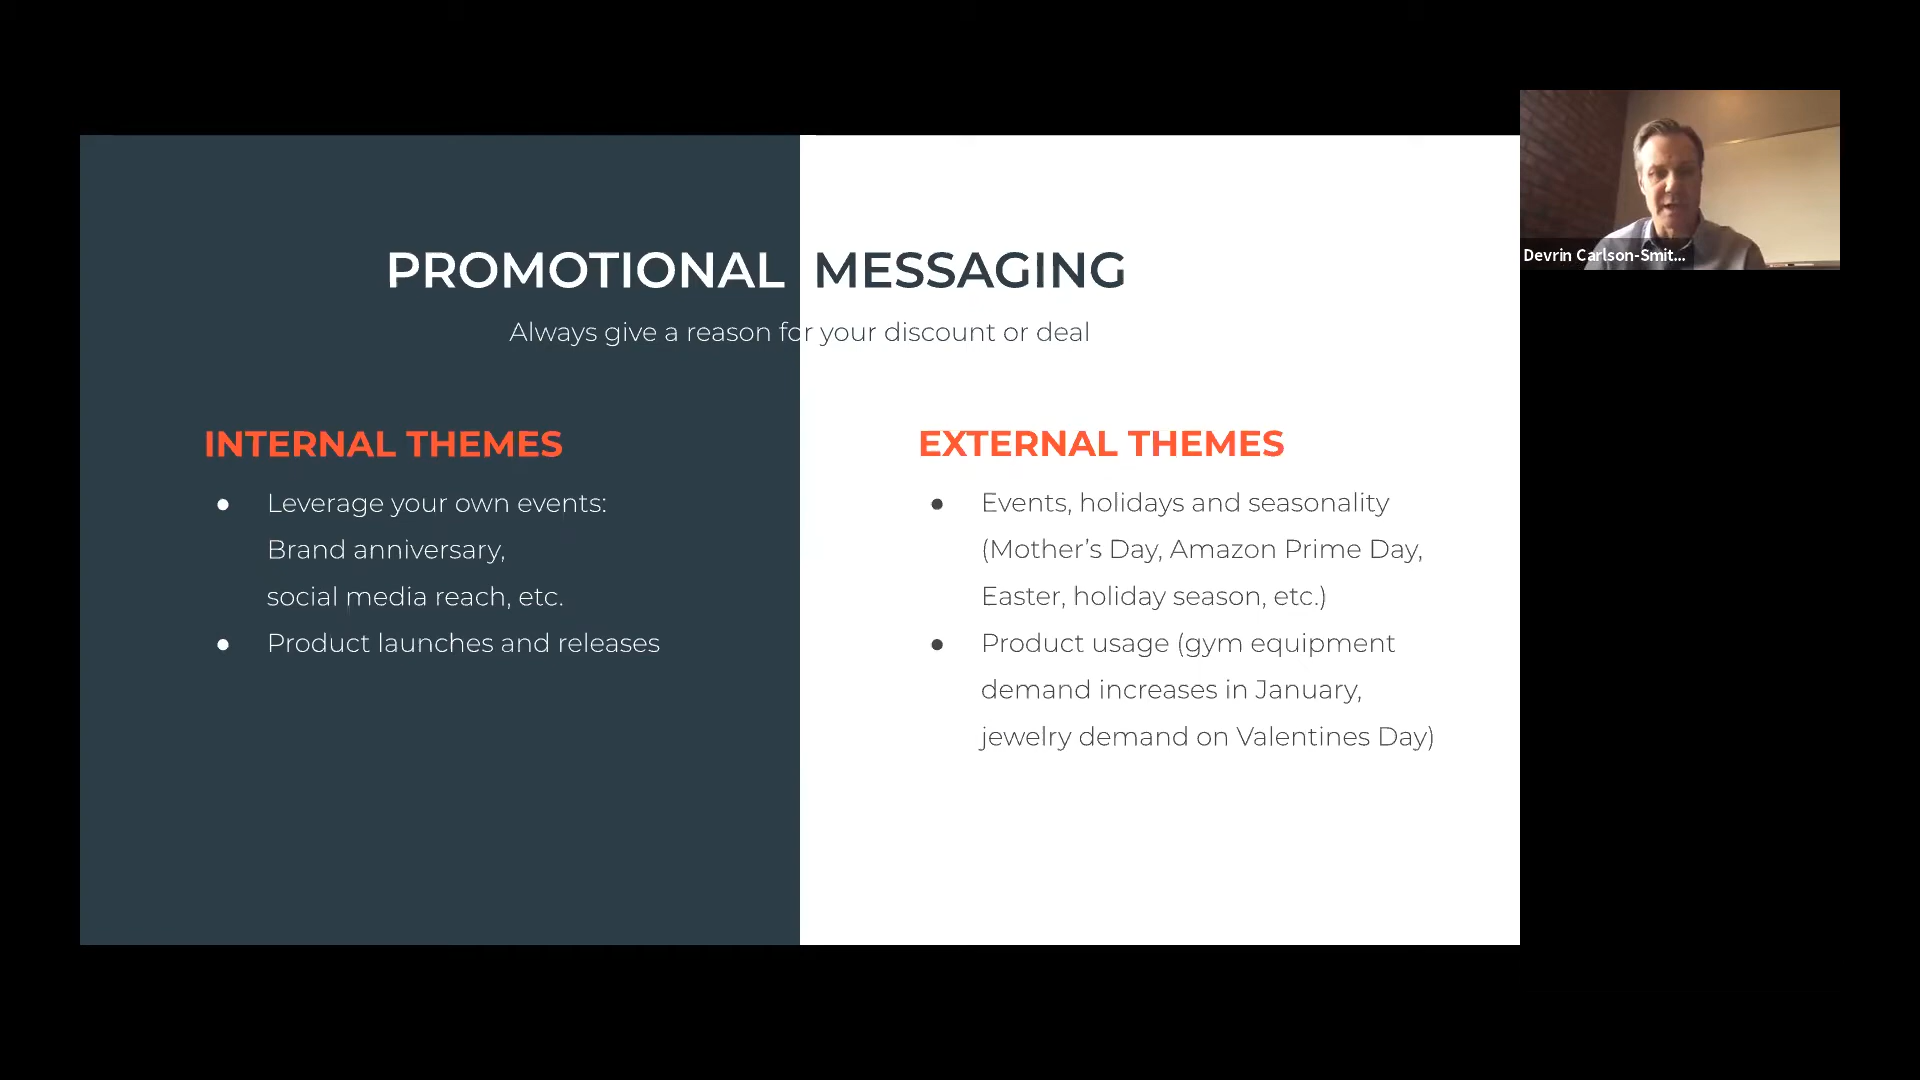 PROMOTIONAL MESSAGING
Always give a reason for your discount or deal
INTERNAL THEMES
● Leverage your own events:
Brand anniversary,
social media reach, etc.
● Product launches and releases
EXTERNAL THEMES
● Events, holidays and seasonality
(Mother’s Day, Amazon Prime Day,
Easter, holiday season, etc.)
● Product usage (gym equipment
demand increases in January,
jewelry demand on Valentines Day)
Devrin Carlson-Smit...